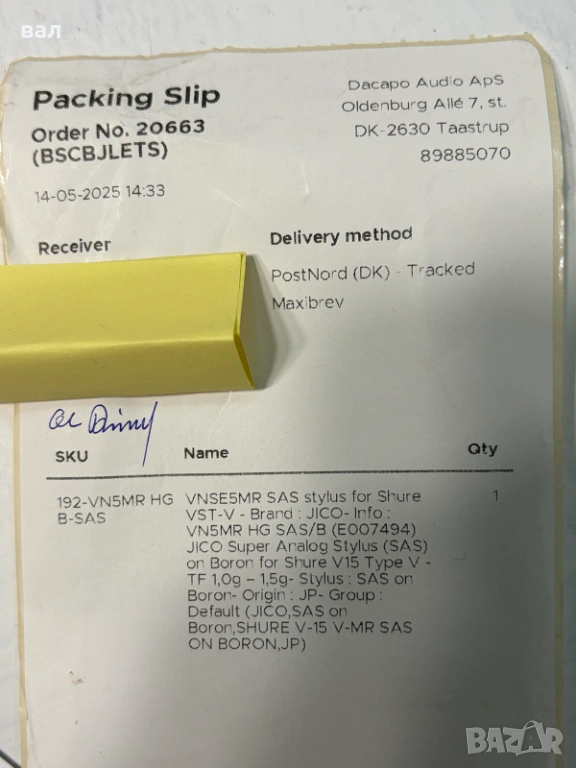 вал
Packing Slip
Order No. 20663
(BSCBJLETS)
14-05-2025 14:33
Dacapo Audio ApS
Oldenburg Allé 7, st.
DK-2630 Taastrup
89885070
Receiver
Delivery method
PostNord (DK) - Tracked
Maxibrev
SKU Name Qty
192-VN5MR HG
B-SAS
VNSE5MR SAS stylus for Shure
VST-V - Brand : JICO- Info :
VN5MR HG SAS/B (E007494)
JICO Super Analog Stylus (SAS)
on Boron for Shure V15 Type V -
TF 1,0g – 1,5g- Stylus : SAS on
Boron- Origin : JP- Group :
Default (JICO,SAS on
Boron,SHURE V-15 V-MR SAS
ON BORON,JP)
1
BAZAR